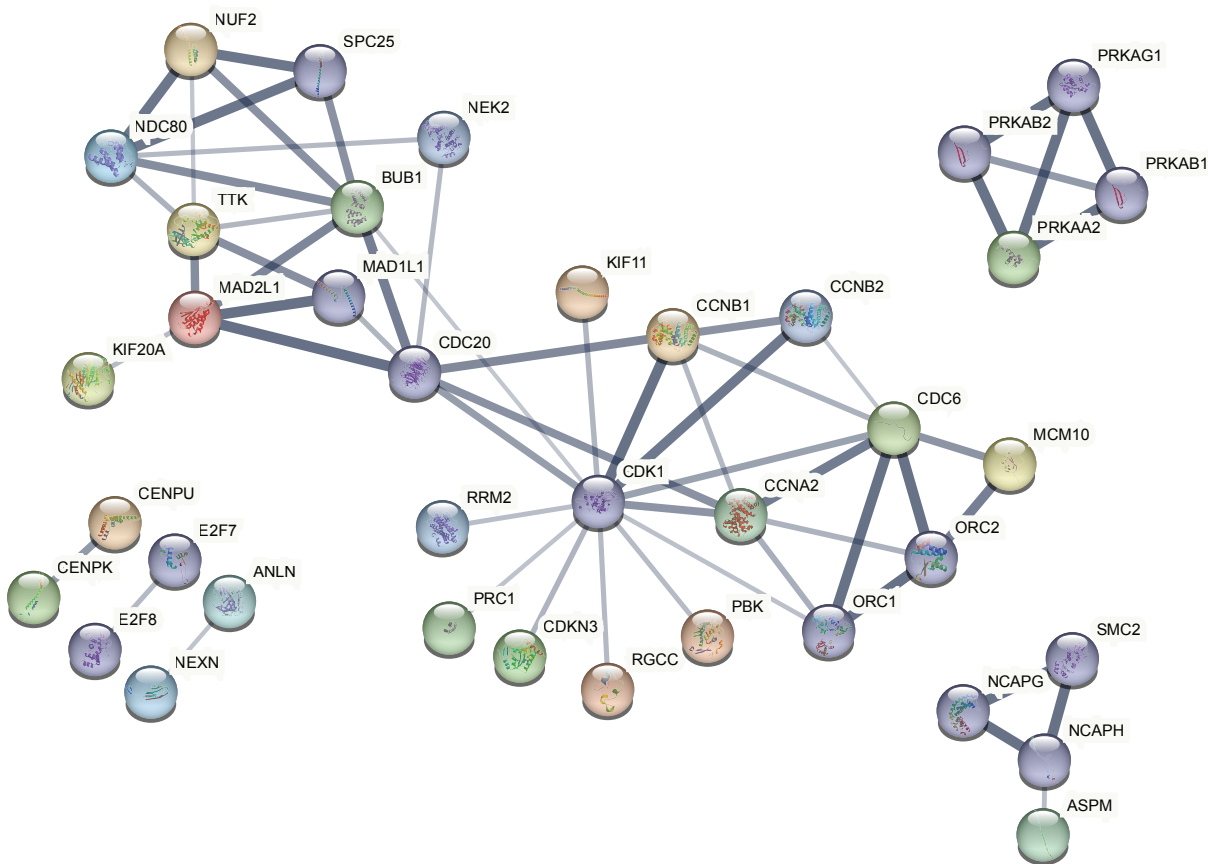 NUF2
SPC25
PRKAG1
NEK2
PRKAB2
NDC80
PRKAB1
BUB1
TTK
PRKAA2
MAD1L1
KIF11
MAD2L1
CCNB2
CCNB1
KIF20A
CDC20
CDC6
MCM10
CDK1
CCNA2
CENPU
RRM2
E2F7
ORC2
CENPK
ANLN
PRC1
PBK
ORC1
E2F8
CDKN3
SMC2
RGCC
NEXN
NCAPG
NCAPH
ASPM